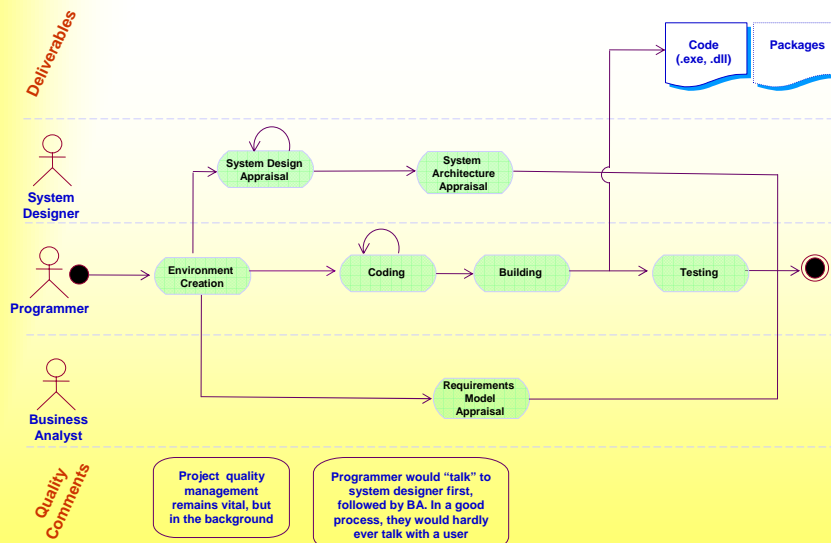 Deliverables
Code
(.exe, .dll)
Packages
System Design
Appraisal
System
Architecture
Appraisal
System
Designer
Environment
Creation
Coding
Building
Testing
Programmer
Requirements
Model
Appraisal
Business
Analyst
Quality
Comments
Project quality
management
remains vital, but
in the background
Programmer would “talk” to
system designer first,
followed by BA. In a good
process, they would hardly
ever talk with a user